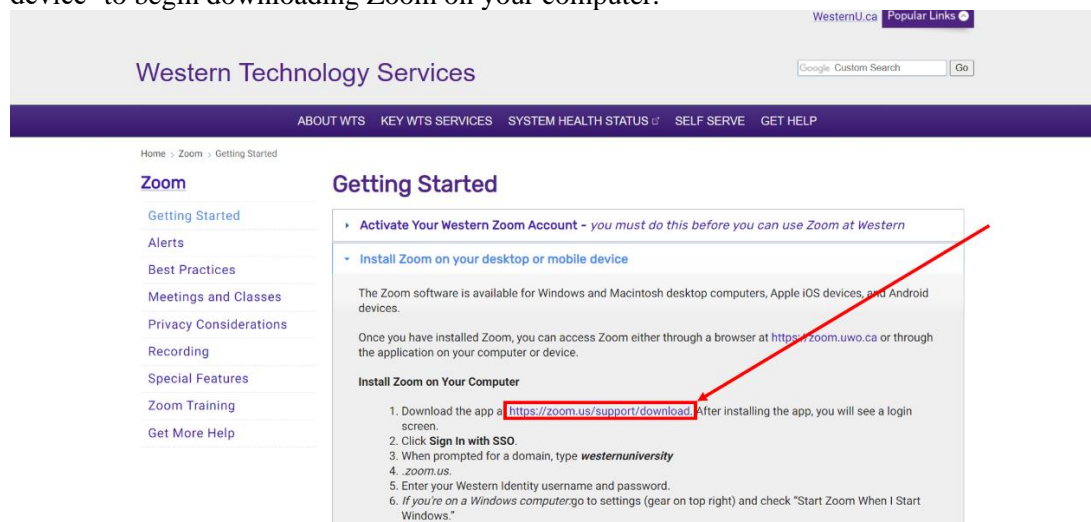 device’ to begin downloading Zoom on your computer.
WesternU.ca Popular Links
Western Technology Services
Google Custom Search Go
ABOUT WTS KEY WTS SERVICES SYSTEM HEALTH STATUS SELF SERVE GET HELP
Home › Zoom › Getting Started
Zoom
Getting Started
Alerts
Best Practices
Meetings and Classes
Privacy Considerations
Recording
Special Features
Zoom Training
Get More Help
Getting Started
Activate Your Western Zoom Account - you must do this before you can use Zoom at Western
Install Zoom on your desktop or mobile device
The Zoom software is available for Windows and Macintosh desktop computers, Apple iOS devices, and Android
devices.
Once you have installed Zoom, you can access Zoom either through a browser at https://zoom.uwo.ca or through
the application on your computer or device.
Install Zoom on Your Computer
1. Download the app a https://zoom.us/support/download. After installing the app, you will see a login
screen.
2. Click Sign In with SSO.
3. When prompted for a domain, type westernuniversity
4. .zoom.us.
5. Enter your Western Identity username and password.
6. If you're on a Windows computer:go to settings (gear on top right) and check “Start Zoom When I Start
Windows.”